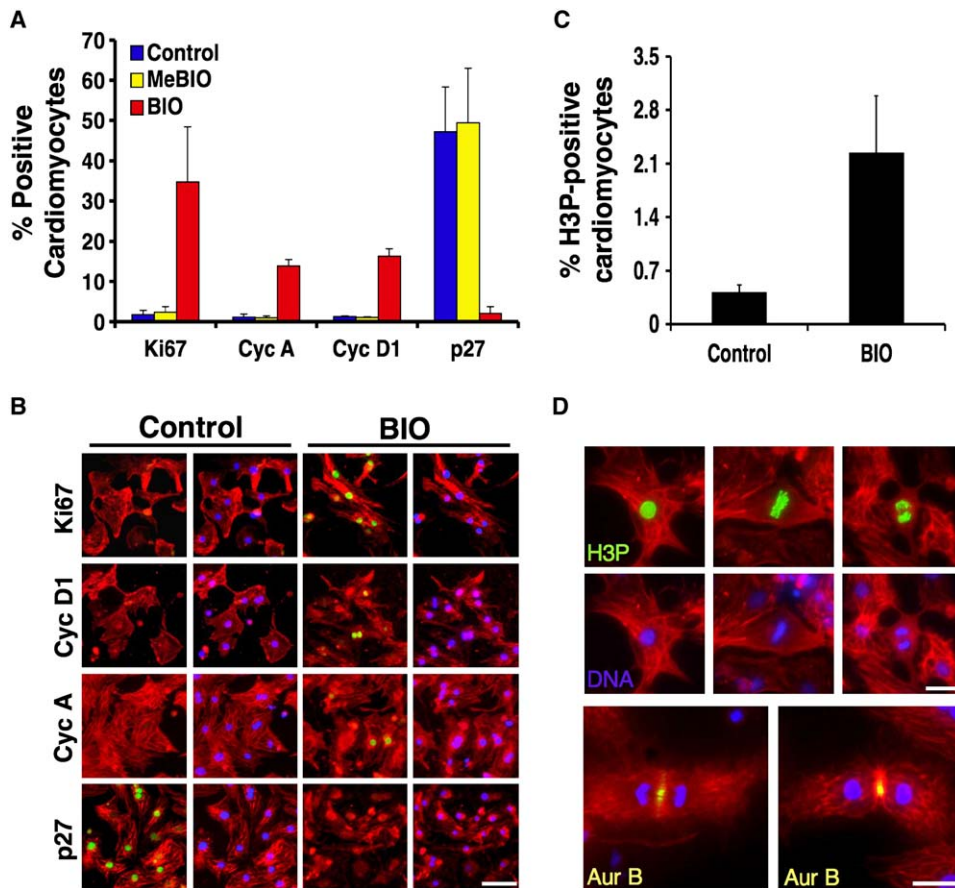 A
% Positive
Cardiomyocytes
70
60
50
40
30
20
10
0
Control
MeBIO
BIO
Ki67
Cyc A
Cyc D1
p27
C
% H3P-positive
cardiomyocytes
3.5
2.8
2.1
1.4
0.7
0
Control
BIO
B
Control
BIO
Ki67
Cyc D1
Cyc A
p27
D
H3P
DNA
Aur B
Aur B